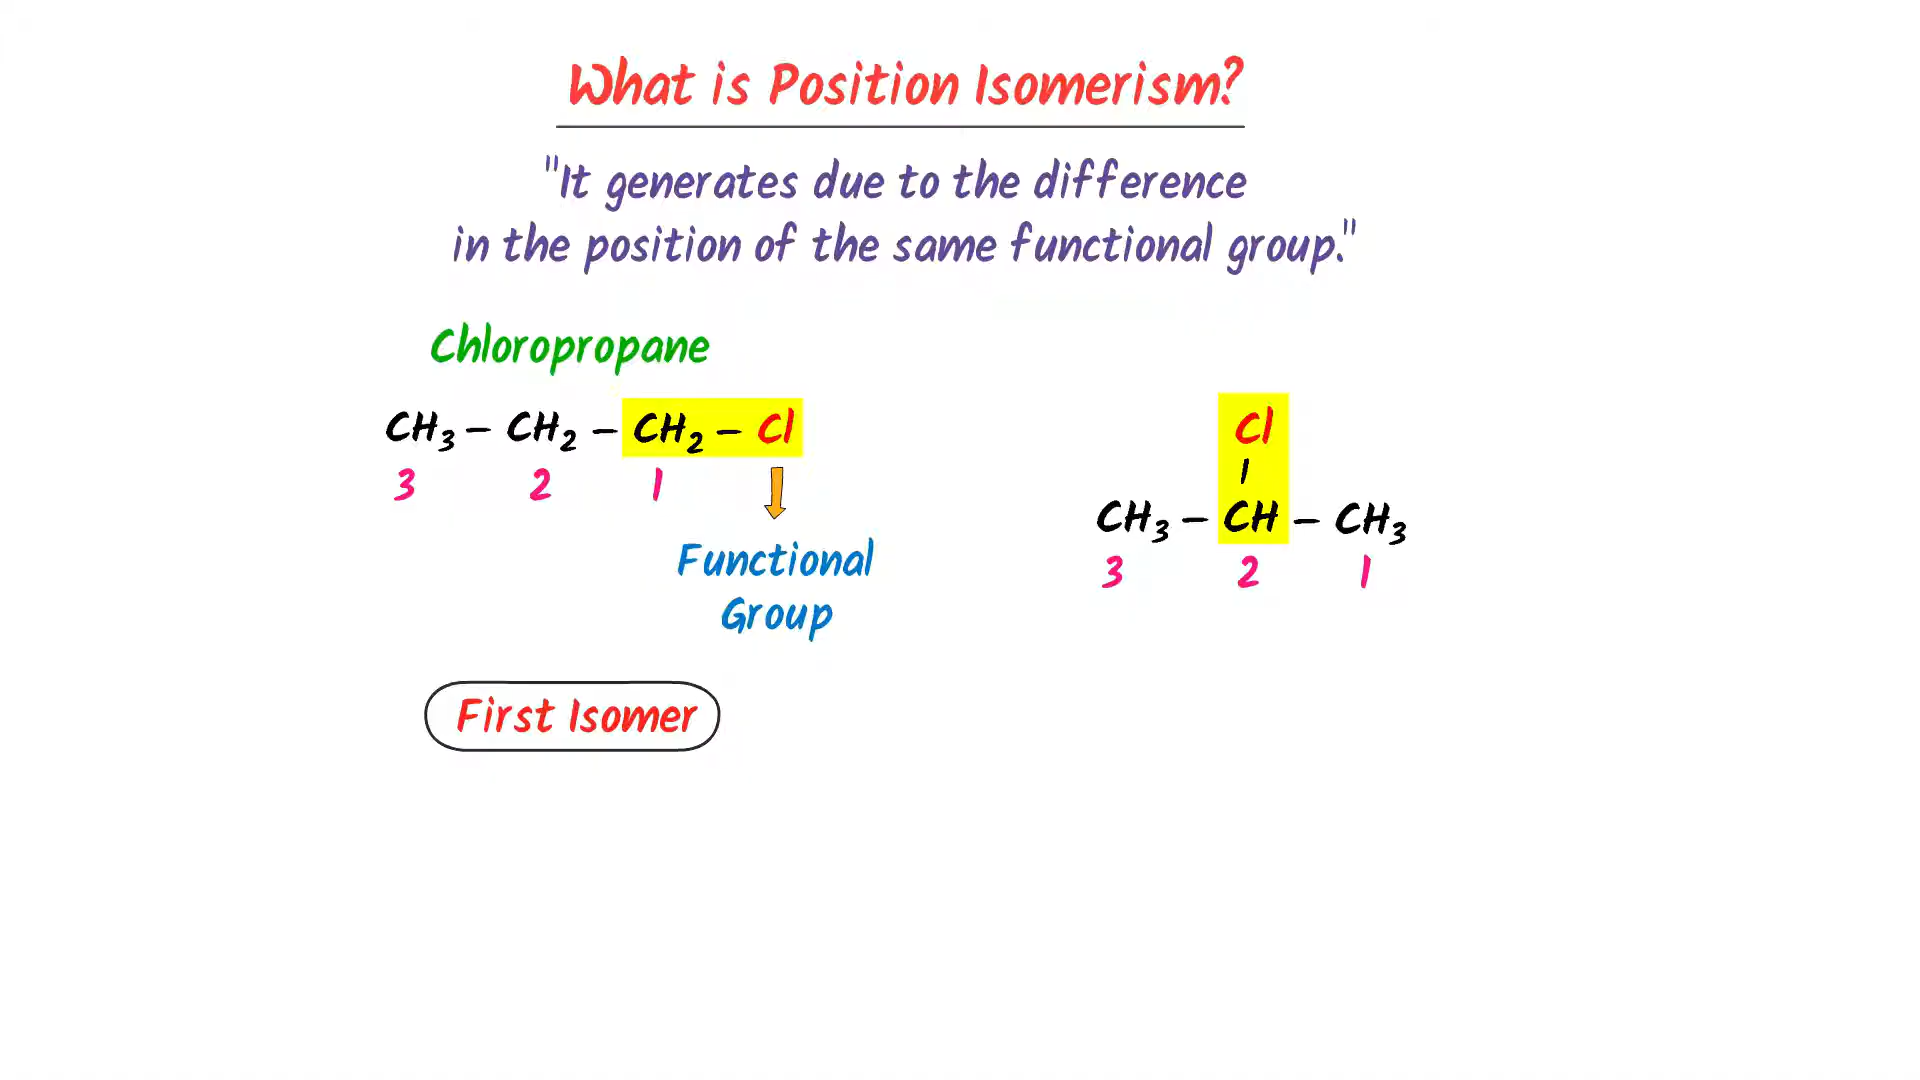 What is Position Isomerism?
"It generates due to the difference
in the position of the same functional group."
Chloropropane
CH₃ – CH₂ – CH₂ – Cl
3 2 1
Functional
Group
First Isomer
Cl
|
CH₃ – CH – CH₃
3 2 1